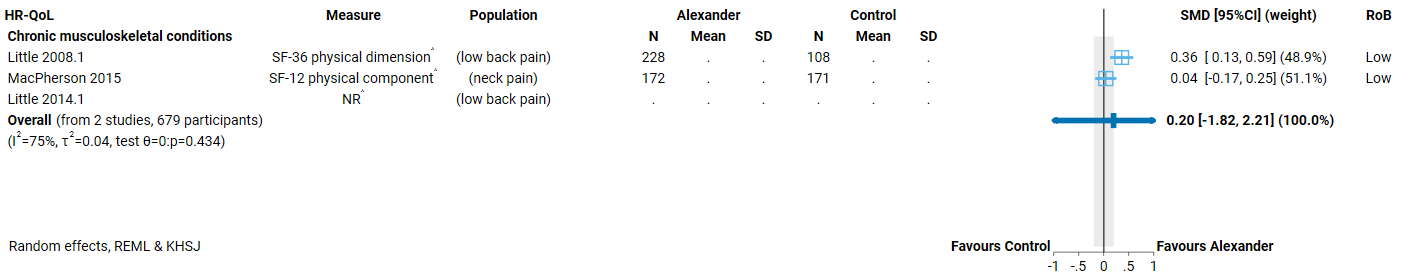 HR-QoL Measure Population Alexander Control SMD [95%CI] (weight) RoB
Chronic musculoskeletal conditions N Mean SD N Mean SD
Little 2008.1 SF-36 physical dimension^ (low back pain) 228 . . 108 . . 0.36 [ 0.13, 0.59] (48.9%) Low
MacPherson 2015 SF-12 physical component^ (neck pain) 172 . . 171 . . 0.04 [-0.17, 0.25] (51.1%) Low
Little 2014.1 NR^ (low back pain) . . . . . .
Overall (from 2 studies, 679 participants) 0.20 [-1.82, 2.21] (100.0%)
(I²=75%, τ²=0.04, test θ=0:p=0.434)
Random effects, REML & KHSJ Favours Control Favours Alexander
-1 -.5 0 .5 1